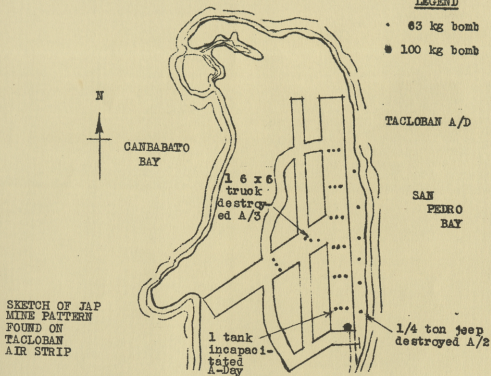 LEGEND
63 kg bomb
100 kg bomb
N
TACLOBAN A/D
CANBABATO
BAY
1 6 x 6
truck
destroy
ed A/3
SAN
PEDRO
BAY
SKETCH OF JAP
MINE PATTERN
FOUND ON
TACLOBAN
AIR STRIP
1 tank
incapaci-
tated
A-Day
1/4 ton jeep
destroyed A/2